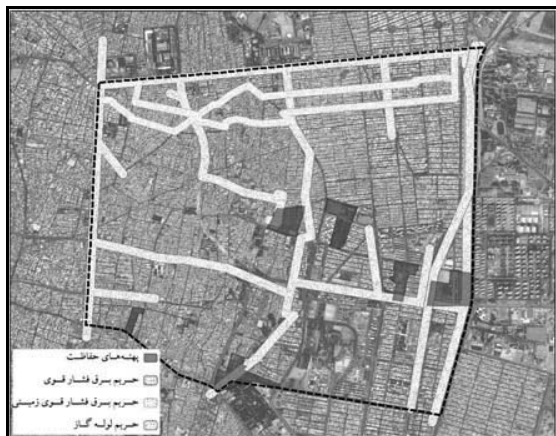 پهنه‌های حفاظت
حریم برق فشار قوی
حریم برق فشار قوی زمینی
حریم لوله گاز